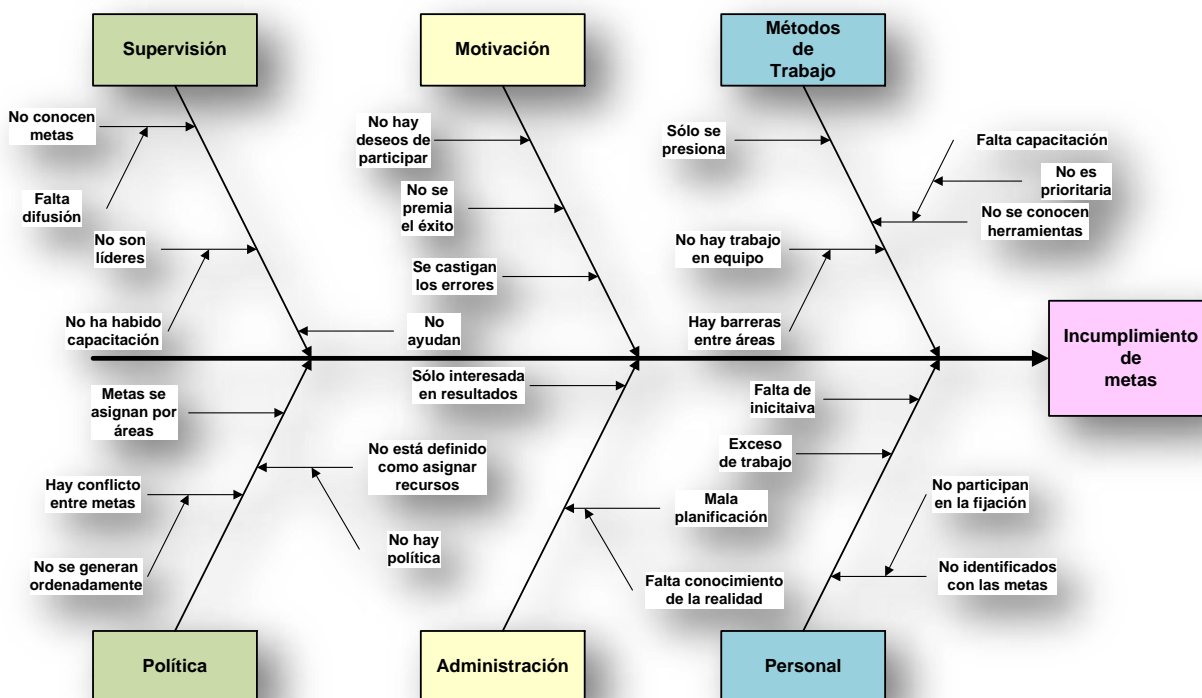 Supervisión
Motivación
Métodos
de
Trabajo
No conocen
metas
Falta
difusión
No son
líderes
No ha habido
capacitación
No
ayudan
No hay
deseos de
participar
No se
premia
el éxito
Se castigan
los errores
Sólo se
presiona
Falta capacitación
No es
prioritaria
No se conocen
herramientas
No hay trabajo
en equipo
Hay barreras
entre áreas
Incumplimiento
de
metas
Metas se
asignan por
áreas
No está definido
como asignar
recursos
Hay conflicto
entre metas
No hay
política
No se generan
ordenadamente
Sólo interesada
en resultados
Mala
planificación
Falta conocimiento
de la realidad
Falta de
inicitaiva
Exceso
de trabajo
No participan
en la fijación
No identificados
con las metas
Política
Administración
Personal